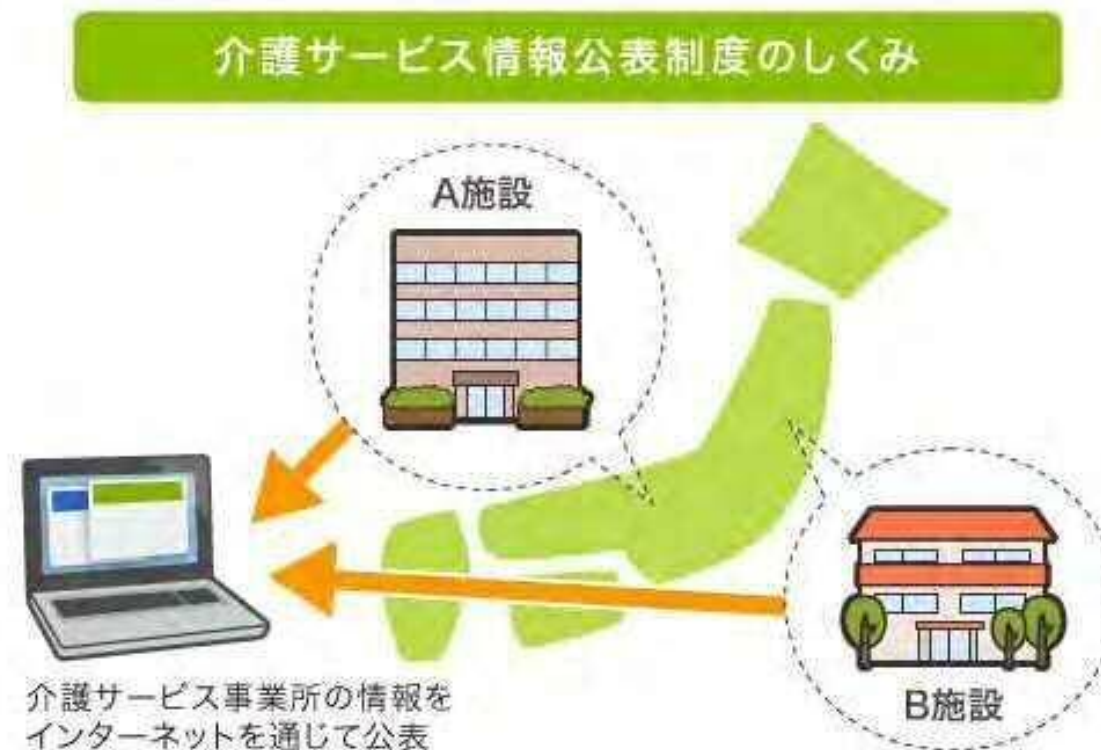 介護サービス情報公表制度のしくみ
A施設
B施設
介護サービス事業所の情報を
インターネットを通じて公表